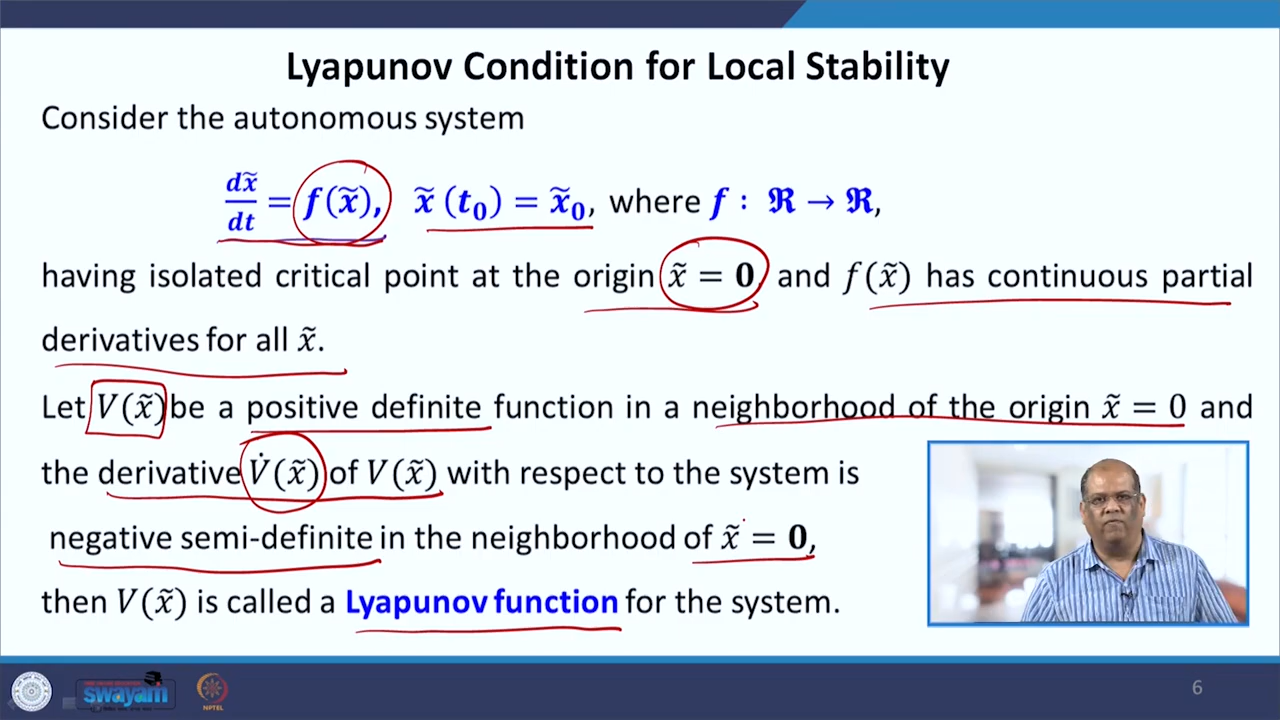 Lyapunov Condition for Local Stability
Consider the autonomous system
dx̃/dt = f(x̃), x̃ (t₀) = x̃₀, where f : ℜ → ℜ,
having isolated critical point at the origin x̃ = 0, and f(x̃) has continuous partial
derivatives for all x̃.
Let V(x̃) be a positive definite function in a neighborhood of the origin x̃ = 0 and
the derivative V̇(x̃) of V(x̃) with respect to the system is
negative semi-definite in the neighborhood of x̃ = 0,
then V(x̃) is called a Lyapunov function for the system.
swayam
NPTEL
6